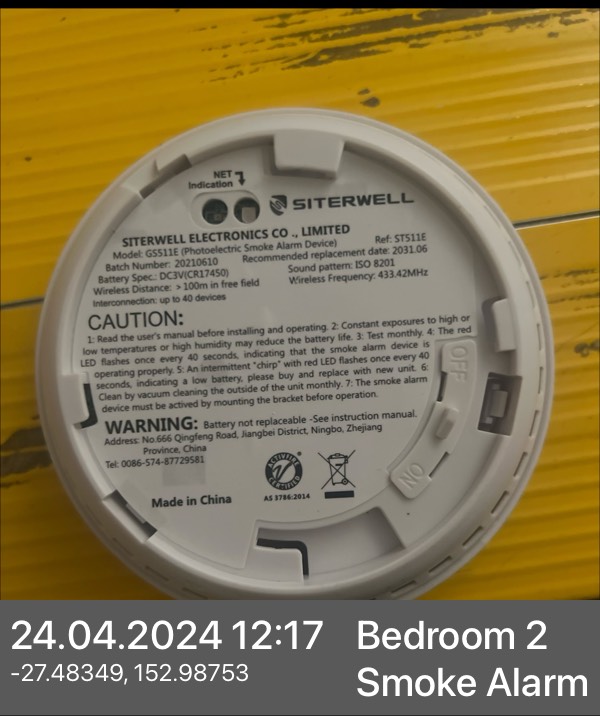 NET
Indication
SITERWELL
SITERWELL ELECTRONICS CO ., LIMITED
Model: GS511E (Photoelectric Smoke Alarm Device) Ref: ST511E
Batch Number: 20210610 Recommended replacement date: 2031.06
Battery Spec.: DC3V(CR17450) Sound pattern: ISO 8201
Wireless Distance: >100m in free field Wireless Frequency: 433.42MHz
Interconnection: up to 40 devices
CAUTION:
1: Read the user's manual before installing and operating. 2: Constant exposures to high or
low temperatures or high humidity may reduce the battery life. 3: Test monthly. 4: The red
LED flashes once every 40 seconds, indicating that the smoke alarm device is
operating properly. 5: An intermittent "chirp" with red LED flashes once every 40
seconds, indicating a low battery, please buy and replace with new unit. 6:
Clean by vacuum cleaning the outside of the unit monthly. 7: The smoke alarm
device must be actived by mounting the bracket before operation.
WARNING: Battery not replaceable -See instruction manual.
Address: No.666 Qingfeng Road, Jiangbei District, Ningbo, Zhejiang
Province, China
Tel: 0086-574-87729581
OFF
ON
ACTIVFIRE
CERTIFIED
AS 3786:2014
Made in China
24.04.2024 12:17
-27.48349, 152.98753
Bedroom 2
Smoke Alarm